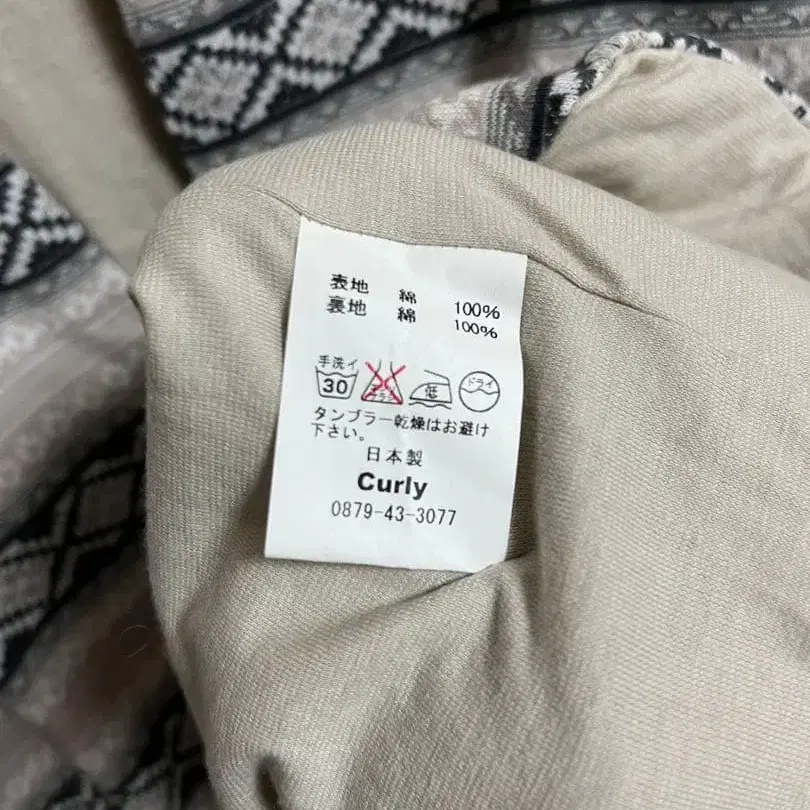 表地 綿 100%
裏地 綿 100%
手洗イ 30 低 ドライ
タンブラー乾燥はお避け
下さい。
日本製
Curly
0879-43-3077